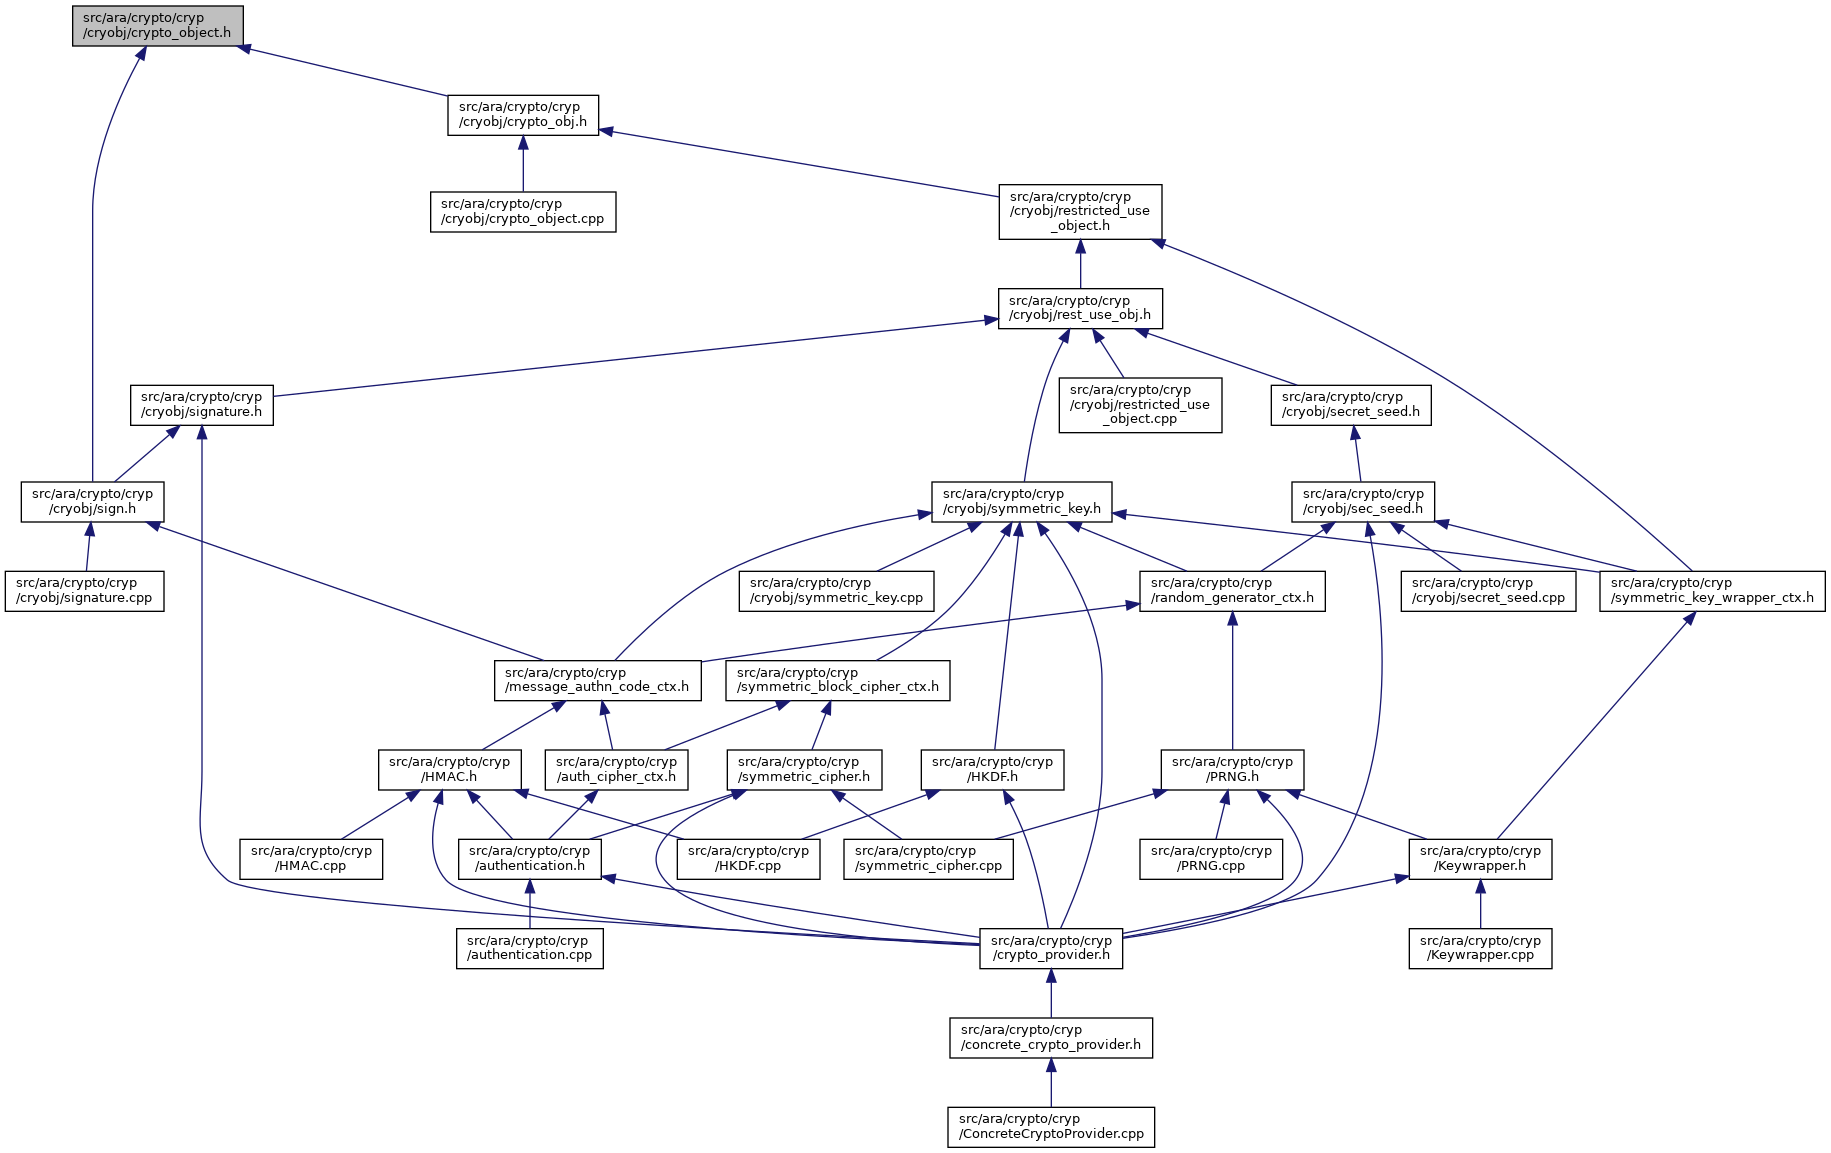 src/ara/crypto/cryp
/cryobj/crypto_object.h
src/ara/crypto/cryp
/cryobj/crypto_obj.h
src/ara/crypto/cryp
/cryobj/crypto_object.cpp
src/ara/crypto/cryp
/cryobj/restricted_use
_object.h
src/ara/crypto/cryp
/cryobj/rest_use_obj.h
src/ara/crypto/cryp
/cryobj/signature.h
src/ara/crypto/cryp
/cryobj/restricted_use
_object.cpp
src/ara/crypto/cryp
/cryobj/secret_seed.h
src/ara/crypto/cryp
/cryobj/sign.h
src/ara/crypto/cryp
/cryobj/symmetric_key.h
src/ara/crypto/cryp
/cryobj/sec_seed.h
src/ara/crypto/cryp
/cryobj/signature.cpp
src/ara/crypto/cryp
/cryobj/symmetric_key.cpp
src/ara/crypto/cryp
/random_generator_ctx.h
src/ara/crypto/cryp
/cryobj/secret_seed.cpp
src/ara/crypto/cryp
/symmetric_key_wrapper_ctx.h
src/ara/crypto/cryp
/message_authn_code_ctx.h
src/ara/crypto/cryp
/symmetric_block_cipher_ctx.h
src/ara/crypto/cryp
/HMAC.h
src/ara/crypto/cryp
/auth_cipher_ctx.h
src/ara/crypto/cryp
/symmetric_cipher.h
src/ara/crypto/cryp
/HKDF.h
src/ara/crypto/cryp
/PRNG.h
src/ara/crypto/cryp
/HMAC.cpp
src/ara/crypto/cryp
/authentication.h
src/ara/crypto/cryp
/HKDF.cpp
src/ara/crypto/cryp
/symmetric_cipher.cpp
src/ara/crypto/cryp
/PRNG.cpp
src/ara/crypto/cryp
/Keywrapper.h
src/ara/crypto/cryp
/authentication.cpp
src/ara/crypto/cryp
/crypto_provider.h
src/ara/crypto/cryp
/Keywrapper.cpp
src/ara/crypto/cryp
/concrete_crypto_provider.h
src/ara/crypto/cryp
/ConcreteCryptoProvider.cpp